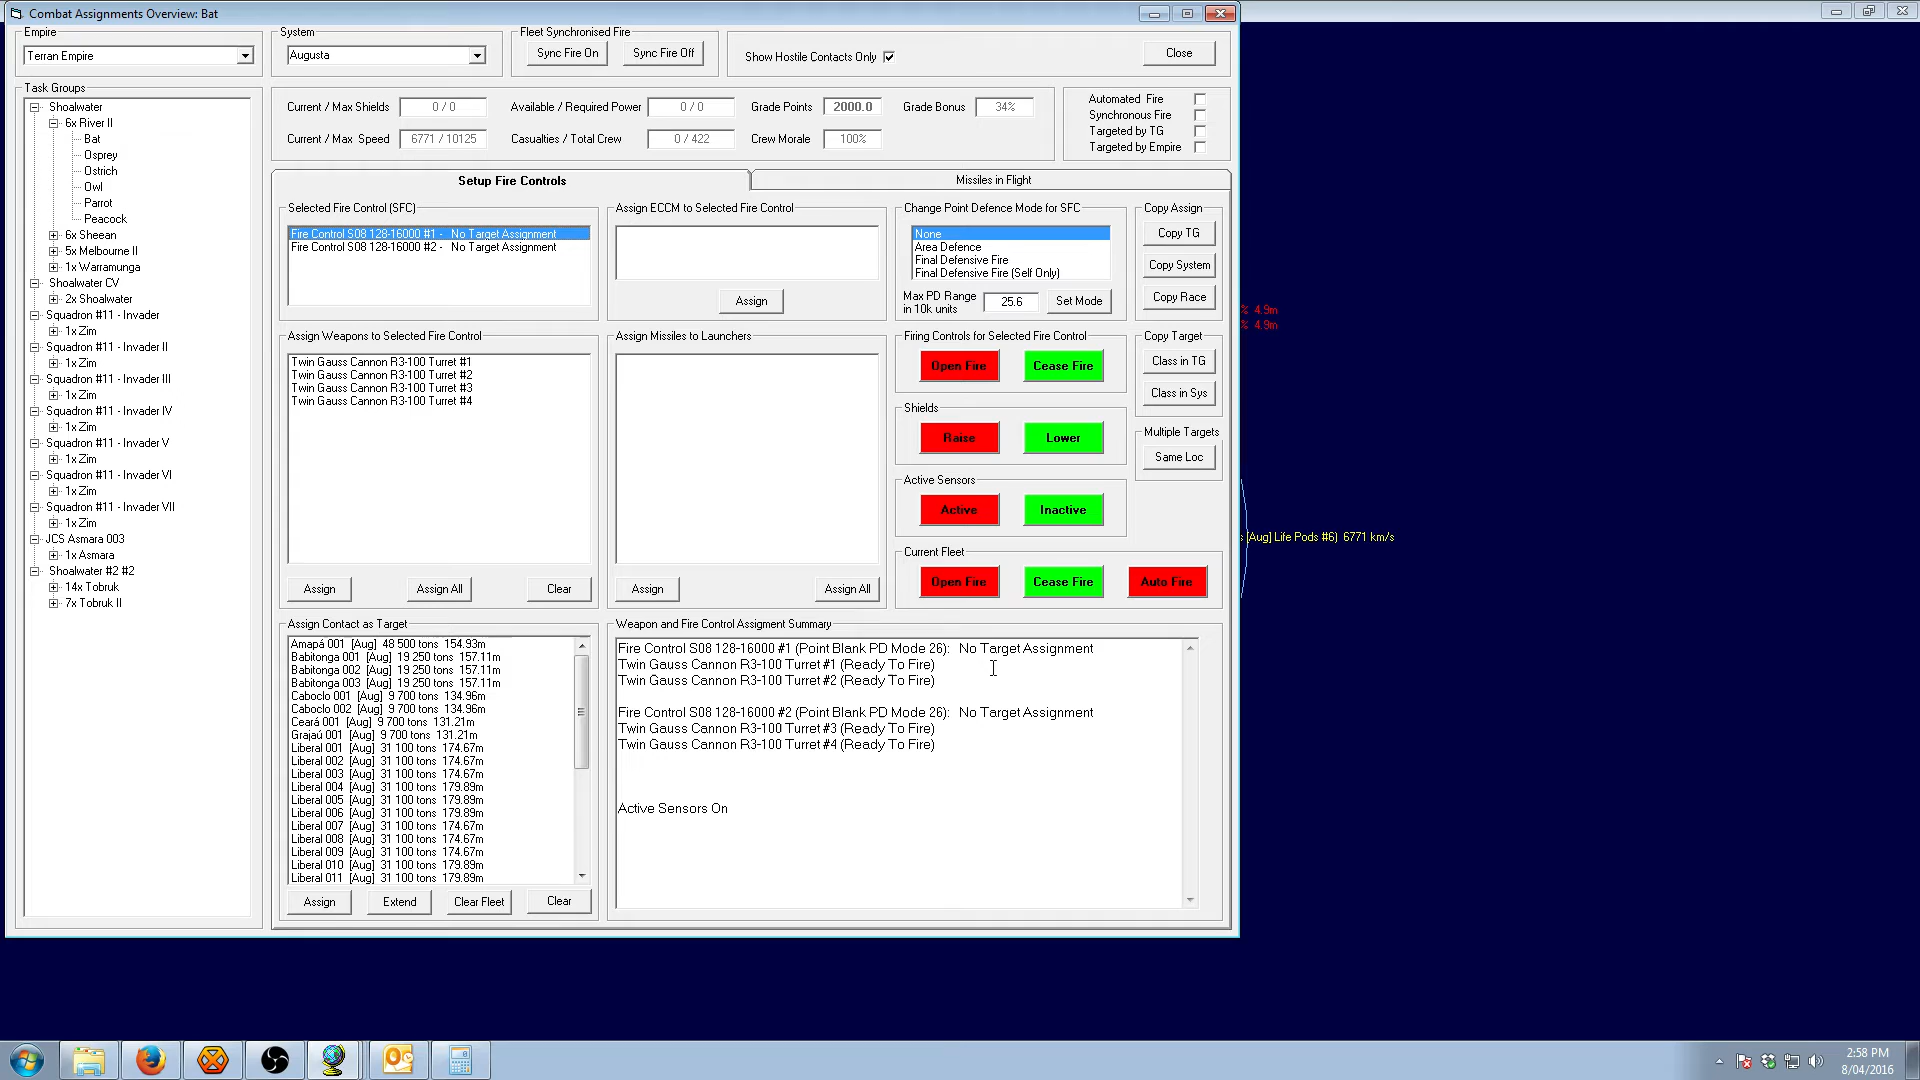 Combat Assignments Overview: Bat
Empire
Terran Empire
System
Augusta
Fleet Synchronised Fire
Sync Fire On
Sync Fire Off
Show Hostile Contacts Only
Close
Task Groups
Shoalwater
6x River II
Bat
Osprey
Ostrich
Owl
Parrot
Peacock
6x Sheean
5x Melbourne II
1x Warramunga
Shoalwater CV
2x Shoalwater
Squadron #11 - Invader
1x Zim
Squadron #11 - Invader II
1x Zim
Squadron #11 - Invader III
1x Zim
Squadron #11 - Invader IV
1x Zim
Squadron #11 - Invader V
1x Zim
Squadron #11 - Invader VI
1x Zim
Squadron #11 - Invader VII
1x Zim
JCS Asmara 003
1x Asmara
Shoalwater #2 #2
14x Tobruk
7x Tobruk II
Current / Max Shields 0 / 0
Available / Required Power 0 / 0
Grade Points 2000.0
Grade Bonus 34%
Current / Max Speed 6771 / 10125
Casualties / Total Crew 0 / 422
Crew Morale 100%
Automated Fire
Synchronous Fire
Targeted by TG
Targeted by Empire
Setup Fire Controls
Missiles in Flight
Selected Fire Control (SFC)
Fire Control S08 128-16000 #1 - No Target Assignment
Fire Control S08 128-16000 #2 - No Target Assignment
Assign ECCM to Selected Fire Control
Assign
Change Point Defence Mode for SFC
None
Area Defence
Final Defensive Fire
Final Defensive Fire (Self Only)
Max PD Range
in 10k units
25.6
Set Mode
Copy Assign
Copy TG
Copy System
Copy Race
Assign Weapons to Selected Fire Control
Twin Gauss Cannon R3-100 Turret #1
Twin Gauss Cannon R3-100 Turret #2
Twin Gauss Cannon R3-100 Turret #3
Twin Gauss Cannon R3-100 Turret #4
Assign
Assign All
Clear
Assign Missiles to Launchers
Assign
Assign All
Firing Controls for Selected Fire Control
Open Fire
Cease Fire
Shields
Raise
Lower
Active Sensors
Active
Inactive
Copy Target
Class in TG
Class in Sys
Multiple Targets
Same Loc
Current Fleet
Open Fire
Cease Fire
Auto Fire
Assign Contact as Target
Amapá 001 [Aug] 48 500 tons 154.93m
Babitonga 001 [Aug] 19 250 tons 157.11m
Babitonga 002 [Aug] 19 250 tons 157.11m
Babitonga 003 [Aug] 19 250 tons 157.11m
Caboclo 001 [Aug] 9 700 tons 134.96m
Caboclo 002 [Aug] 9 700 tons 134.96m
Ceará 001 [Aug] 9 700 tons 131.21m
Grajaú 001 [Aug] 9 700 tons 131.21m
Liberal 001 [Aug] 31 100 tons 174.67m
Liberal 002 [Aug] 31 100 tons 174.67m
Liberal 003 [Aug] 31 100 tons 174.67m
Liberal 004 [Aug] 31 100 tons 179.89m
Liberal 005 [Aug] 31 100 tons 179.89m
Liberal 006 [Aug] 31 100 tons 179.89m
Liberal 007 [Aug] 31 100 tons 174.67m
Liberal 008 [Aug] 31 100 tons 174.67m
Liberal 009 [Aug] 31 100 tons 174.67m
Liberal 010 [Aug] 31 100 tons 179.89m
Liberal 011 [Aug] 31 100 tons 179.89m
Assign
Extend
Clear Fleet
Clear
Weapon and Fire Control Assigment Summary
Fire Control S08 128-16000 #1 (Point Blank PD Mode 26): No Target Assignment
Twin Gauss Cannon R3-100 Turret #1 (Ready To Fire)
Twin Gauss Cannon R3-100 Turret #2 (Ready To Fire)
Fire Control S08 128-16000 #2 (Point Blank PD Mode 26): No Target Assignment
Twin Gauss Cannon R3-100 Turret #3 (Ready To Fire)
Twin Gauss Cannon R3-100 Turret #4 (Ready To Fire)
Active Sensors On
% 4.9m
% 4.9m
s [Aug] Life Pods #6) 6771 km/s
2:58 PM
8/04/2016